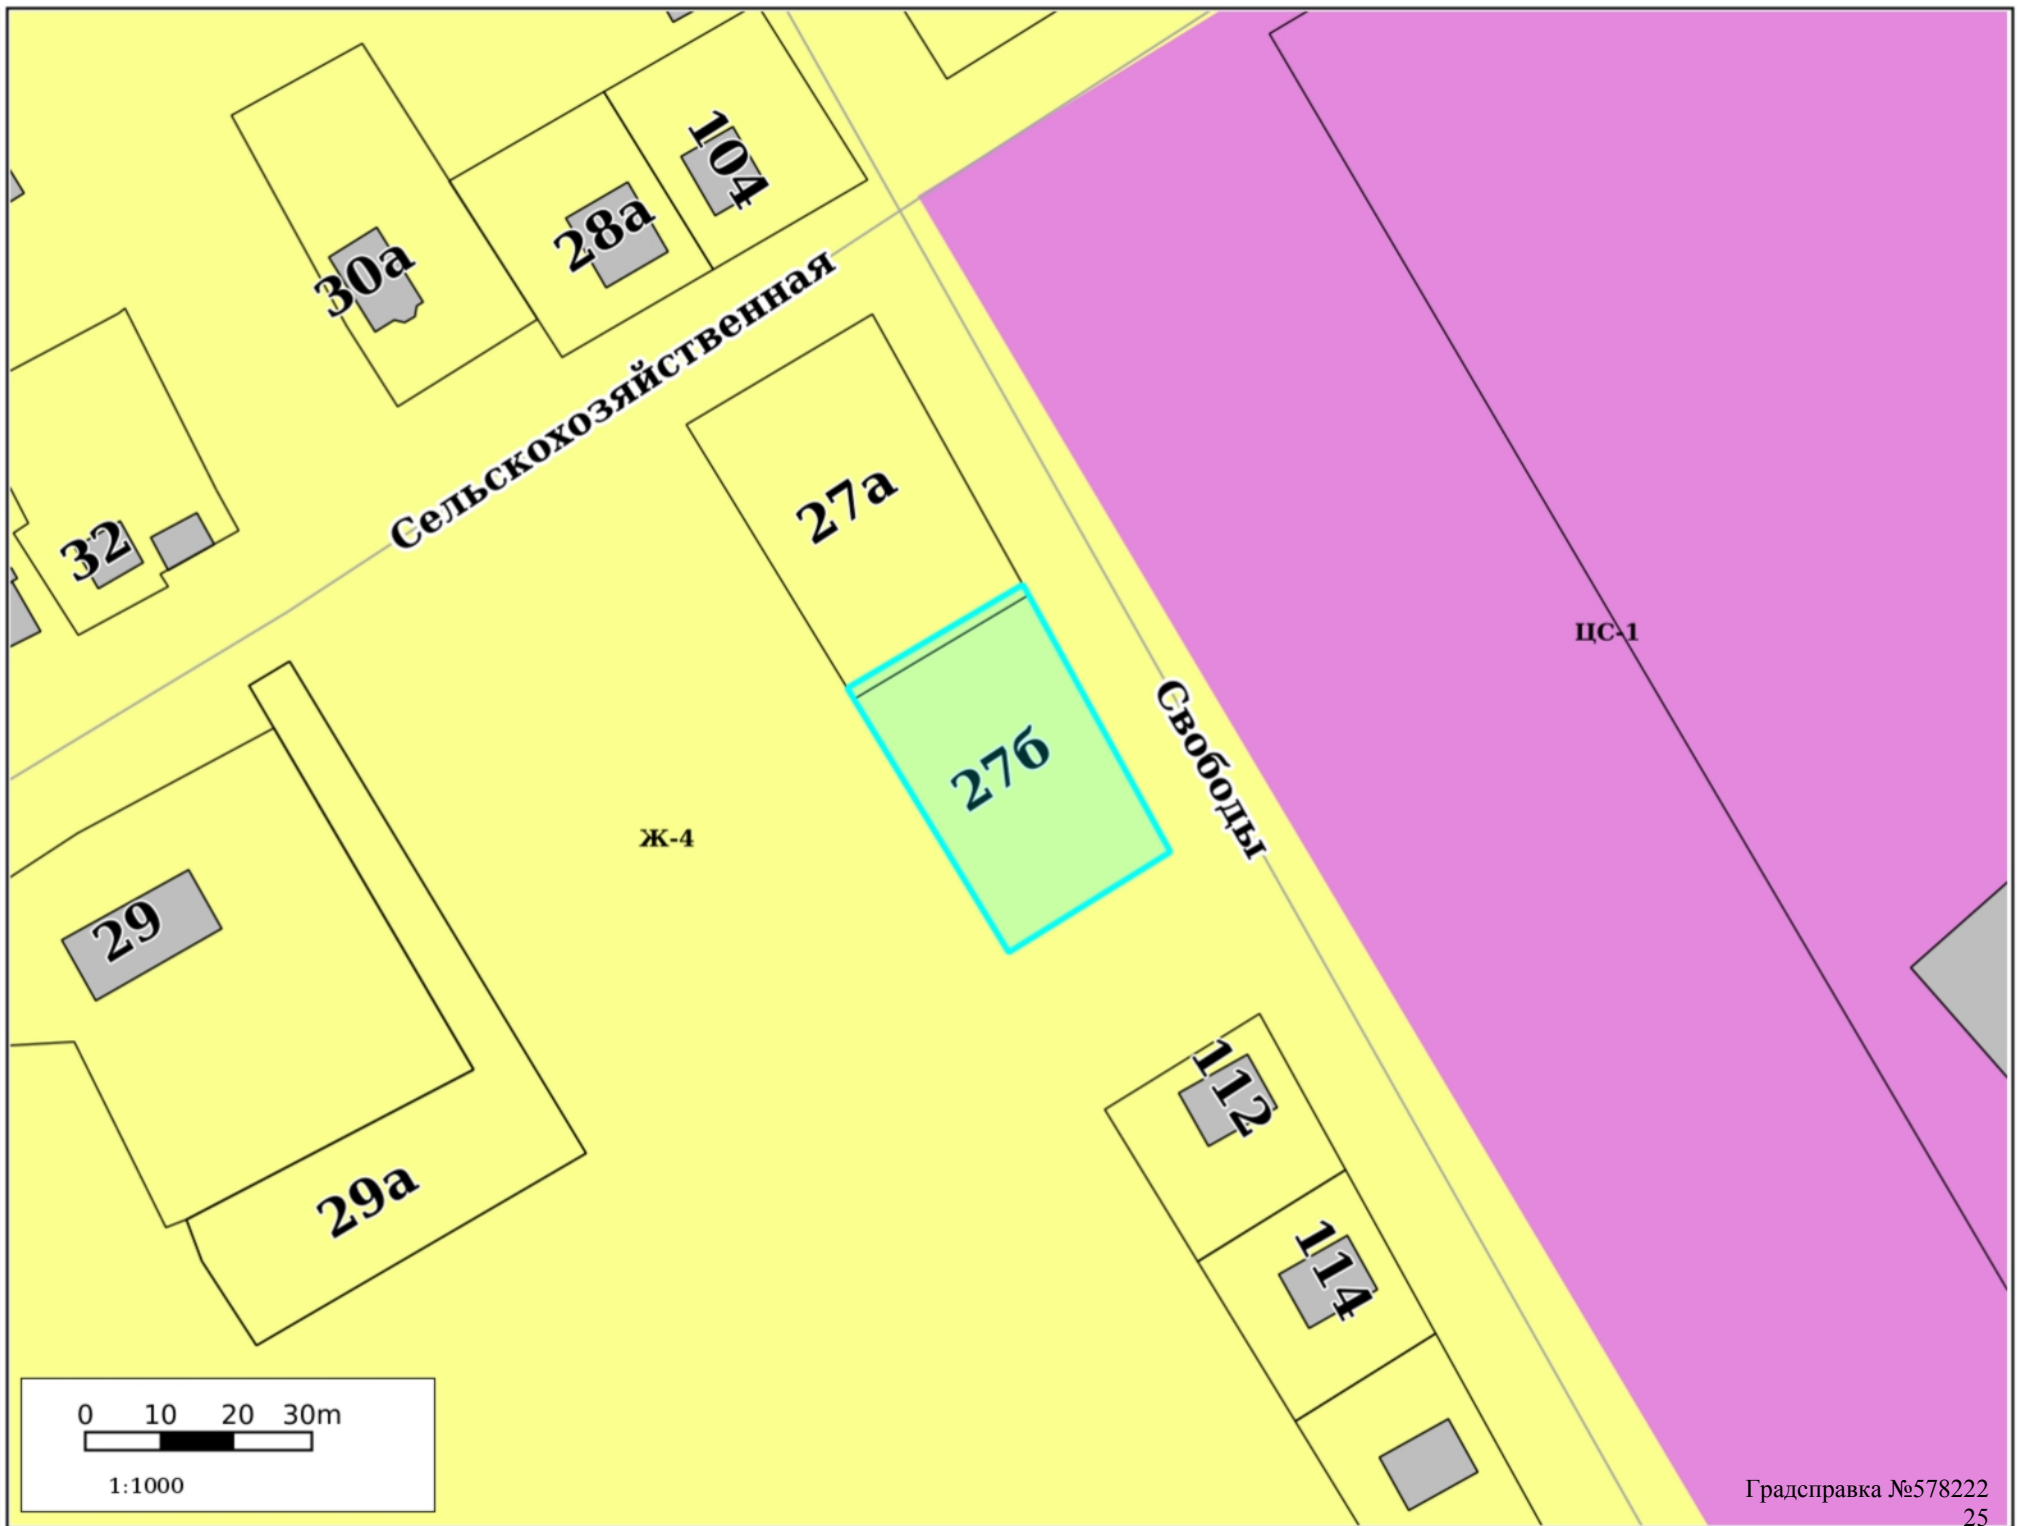 104
28а
30а
Сельскохозяйственная
27а
32
ЦС-1
Свободы
27б
Ж-4
29
112
29а
114
0 10 20 30m
1:1000
Градсправка №578222
25